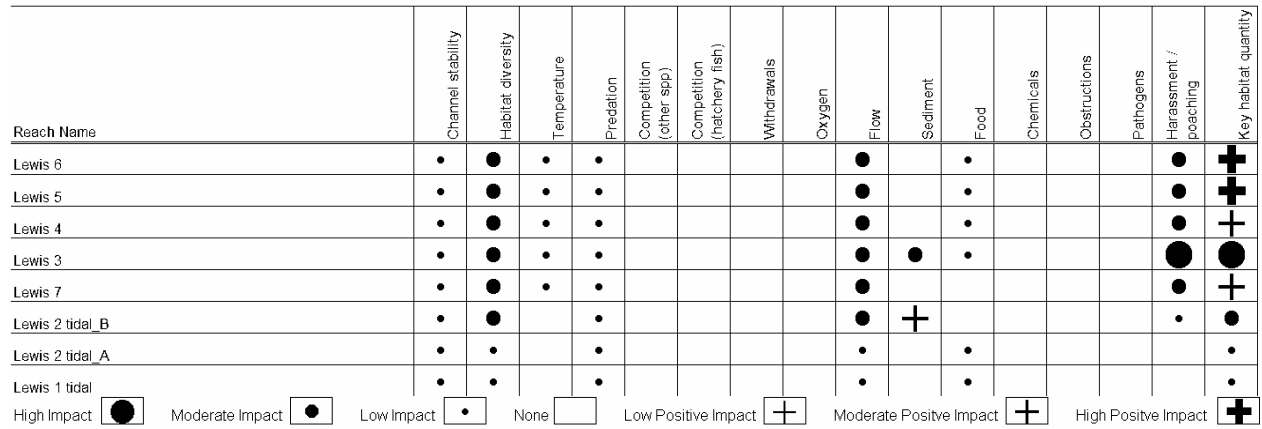 Reach Name
Channel stability
Habitat diversity
Temperature
Predation
Competition
(other spp)
Competition
(hatchery fish)
Withdrawals
Oxygen
Flow
Sediment
Food
Chemicals
Obstructions
Pathogens
Harassment /
poaching
Key habitat quantity
Lewis 6
Lewis 5
Lewis 4
Lewis 3
Lewis 7
Lewis 2 tidal_B
Lewis 2 tidal_A
Lewis 1 tidal
High Impact Moderate Impact Low Impact None Low Positive Impact Moderate Positve Impact High Positve Impact